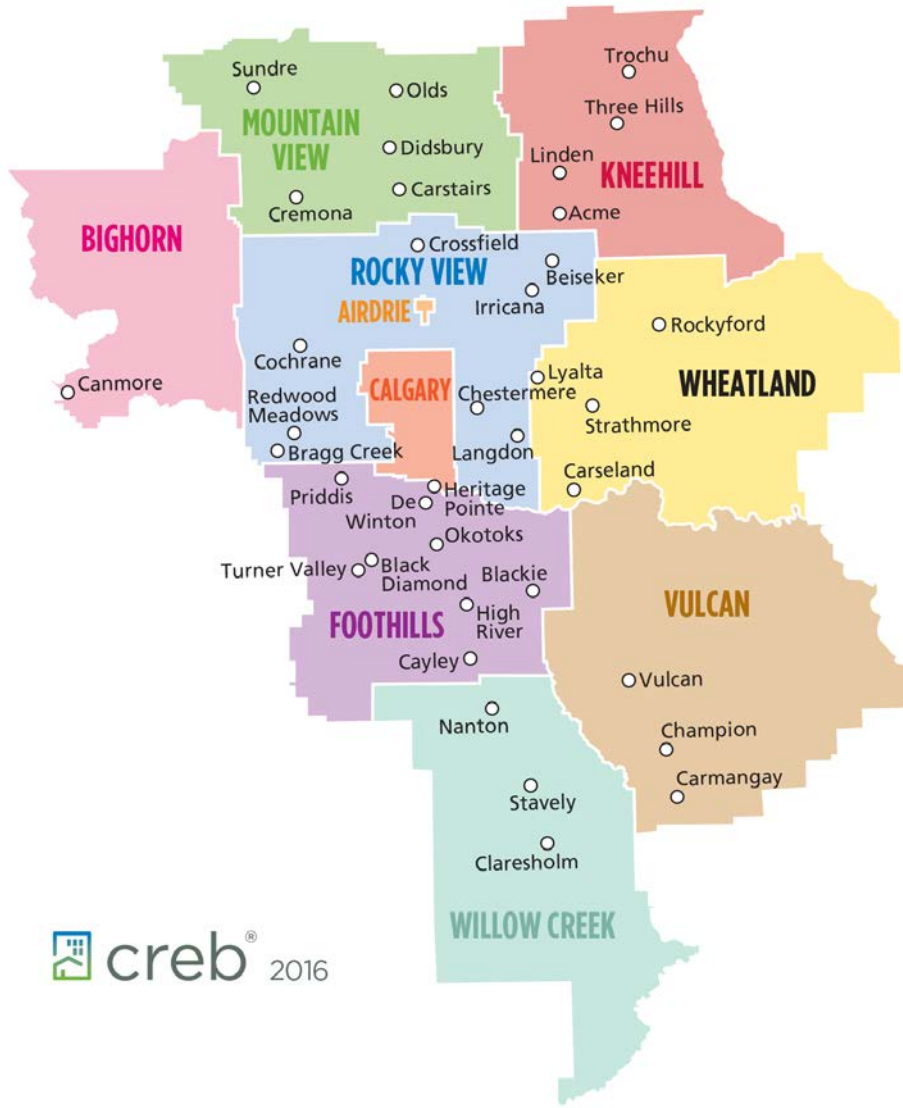 Sundre
Olds
Trochu
Three Hills
MOUNTAIN
VIEW
Didsbury
Linden
KNEEHILL
Carstairs
Cremona
Acme
BIGHORN
Crossfield
ROCKY VIEW
Beiseker
Irricana
AIRDRIE
Rockyford
Cochrane
Lyalta
Canmore
CALGARY
WHEATLAND
Redwood
Meadows
Chestermere
Strathmore
Bragg Creek
Langdon
Carseland
Priddis
Heritage
Pointe
De
Winton
Okotoks
Turner Valley
Black
Diamond
Blackie
VULCAN
High
River
FOOTHILLS
Cayley
Vulcan
Nanton
Champion
Carmangay
Stavely
Claresholm
WILLOW CREEK
creb® 2016